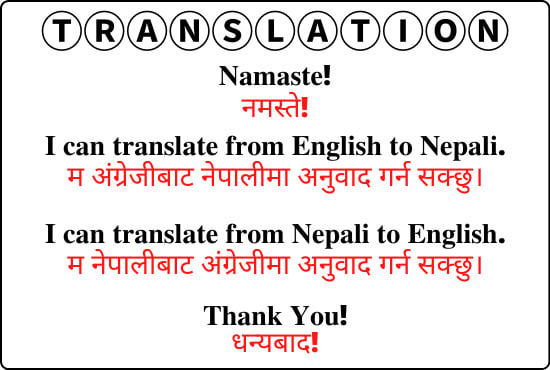 TRANSLATION
Namaste!
नमस्ते!
I can translate from English to Nepali.
म अंग्रेजीबाट नेपालीमा अनुवाद गर्न सक्छु।
I can translate from Nepali to English.
म नेपालीबाट अंग्रेजीमा अनुवाद गर्न सक्छु।
Thank You!
धन्यबाद!